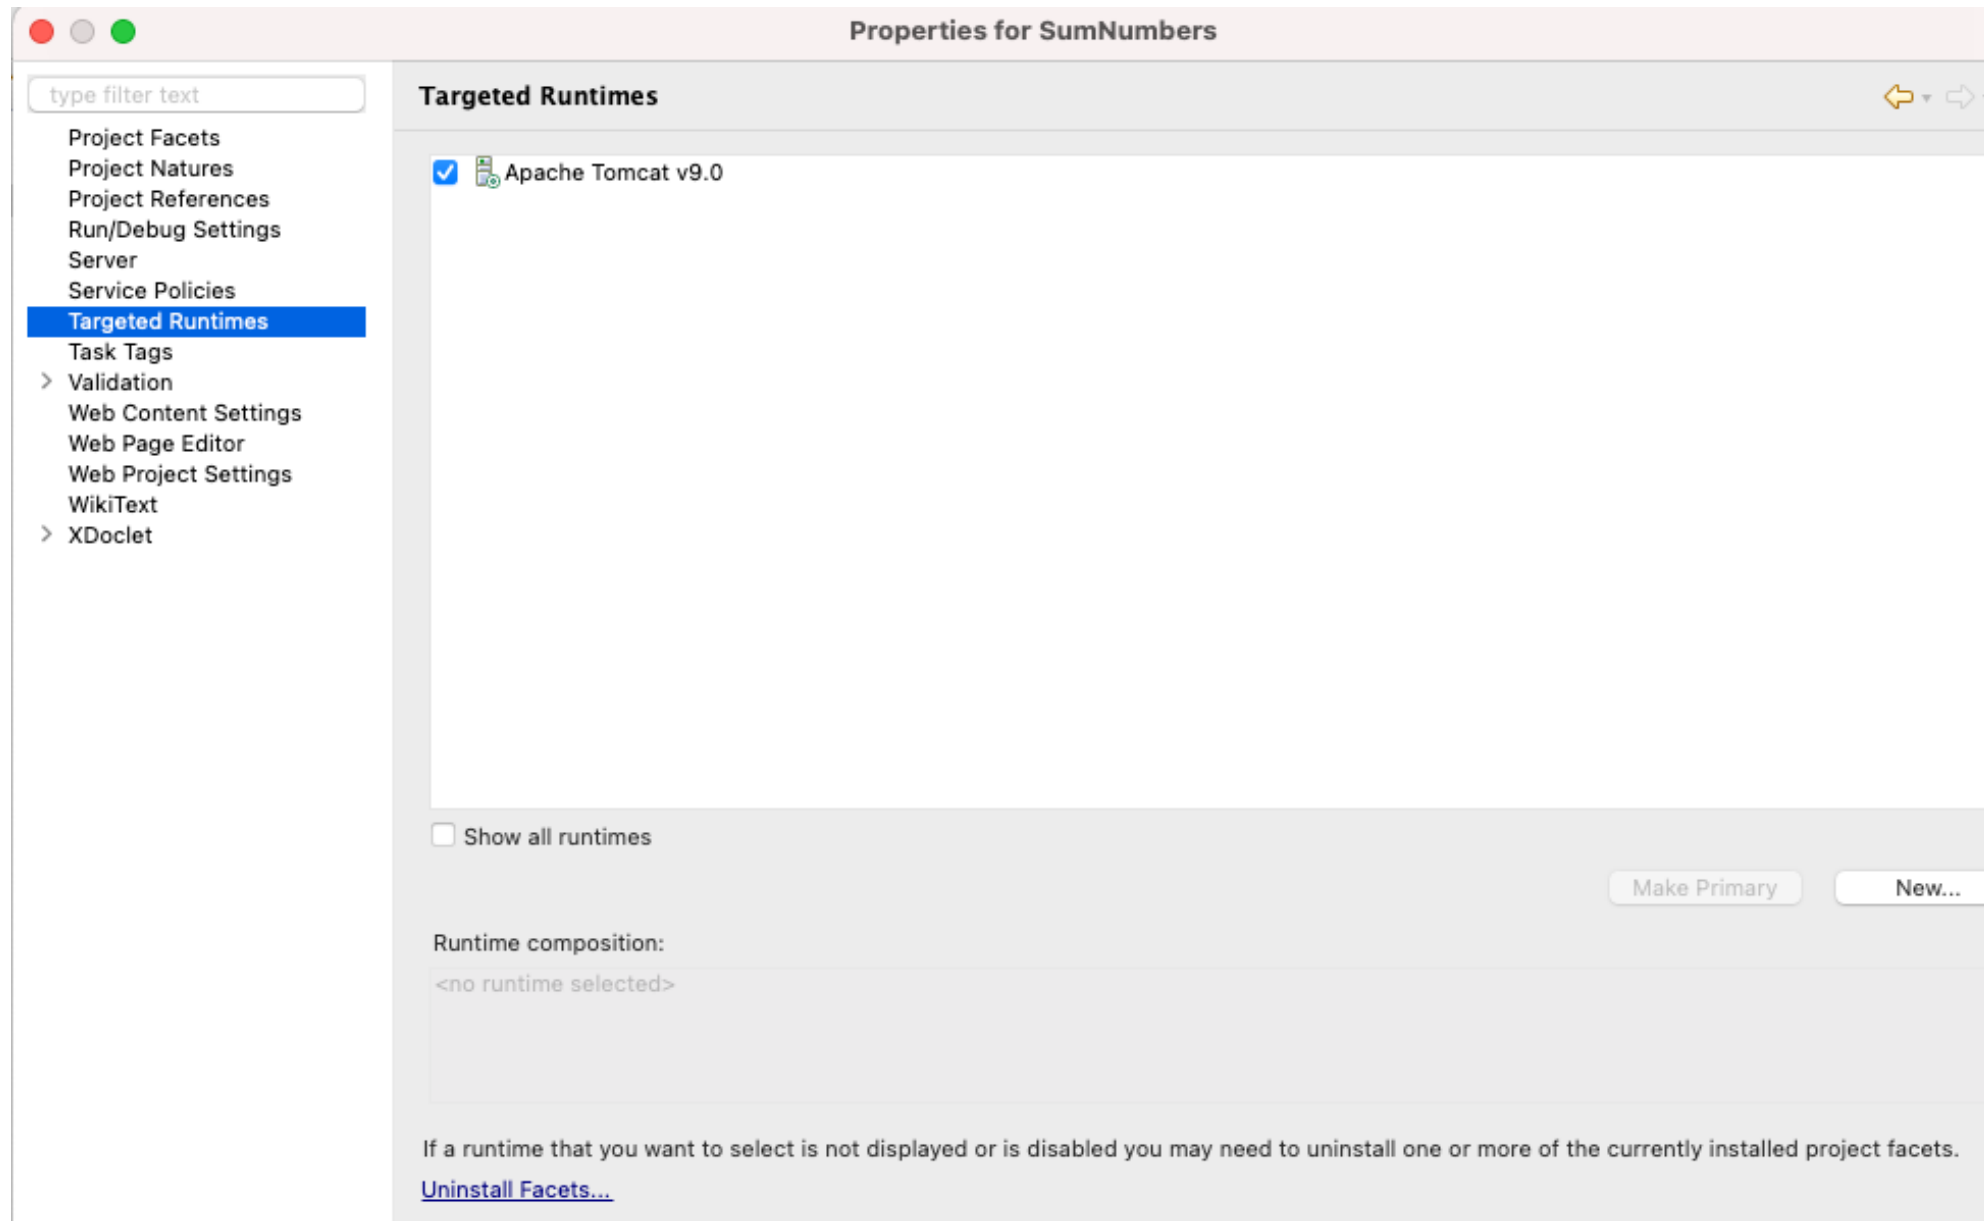 Properties for SumNumbers
type filter text
Project Facets
Project Natures
Project References
Run/Debug Settings
Server
Service Policies
Targeted Runtimes
Task Tags
Validation
Web Content Settings
Web Page Editor
Web Project Settings
WikiText
XDoclet
Targeted Runtimes
Apache Tomcat v9.0
Show all runtimes
Make Primary
New...
Runtime composition:
<no runtime selected>
If a runtime that you want to select is not displayed or is disabled you may need to uninstall one or more of the currently installed project facets.
Uninstall Facets...